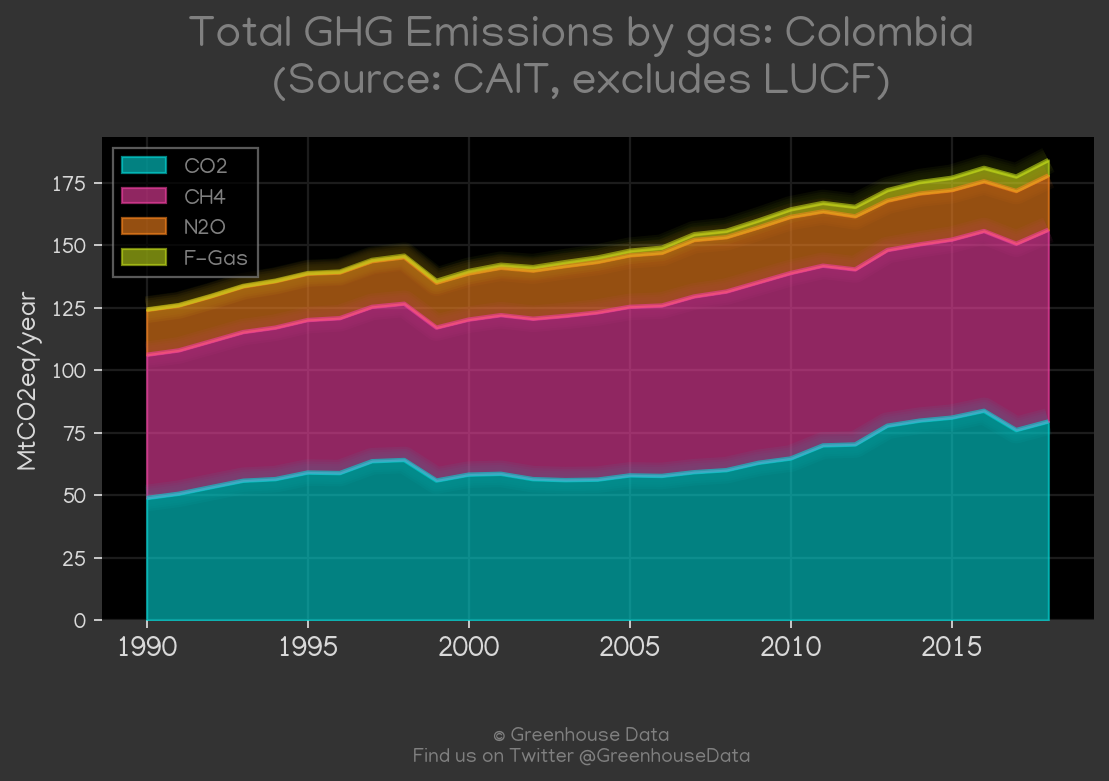 Total GHG Emissions by gas: Colombia
(Source: CAIT, excludes LUCF)
CO2
CH4
N2O
F-Gas
MtCO2eq/year
175
150
125
100
75
50
25
0
1990 1995 2000 2005 2010 2015
© Greenhouse Data
Find us on Twitter @GreenhouseData